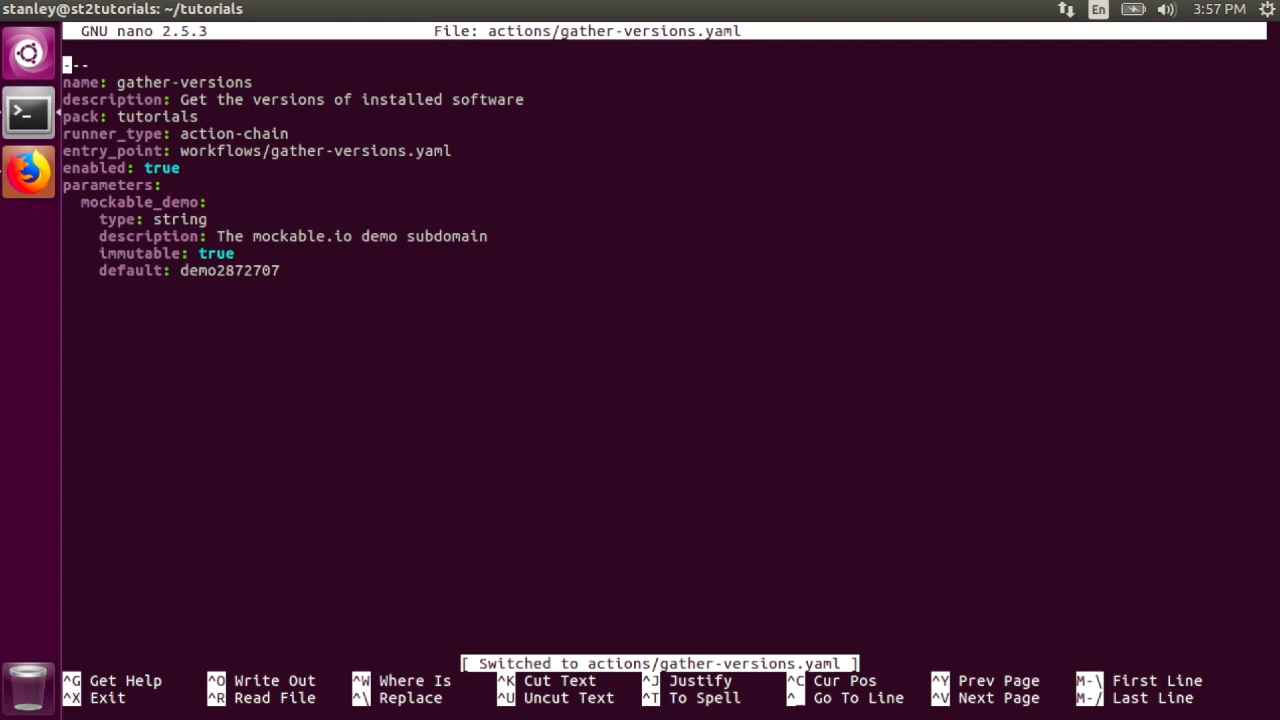 stanley@st2tutorials: ~/tutorials En 3:57 PM
GNU nano 2.5.3 File: actions/gather-versions.yaml
---
name: gather-versions
description: Get the versions of installed software
pack: tutorials
runner_type: action-chain
entry_point: workflows/gather-versions.yaml
enabled: true
parameters:
  mockable_demo:
    type: string
    description: The mockable.io demo subdomain
    immutable: true
    default: demo2872707
[ Switched to actions/gather-versions.yaml ]
^G Get Help ^O Write Out ^W Where Is ^K Cut Text ^J Justify ^C Cur Pos ^Y Prev Page M-\ First Line
^X Exit ^R Read File ^\ Replace ^U Uncut Text ^T To Spell ^_ Go To Line ^V Next Page M-/ Last Line